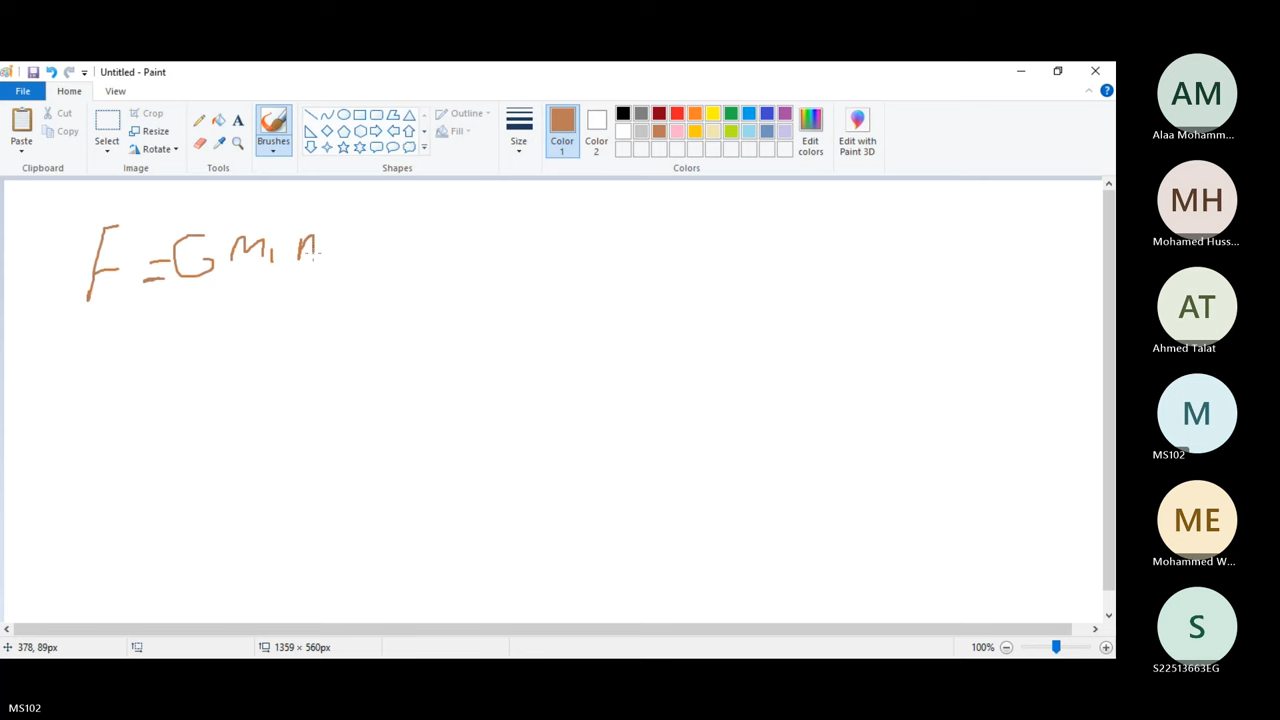 Untitled - Paint
File Home View
Paste
Cut
Copy
Clipboard
Select
Crop
Resize
Rotate
Image
Tools
Brushes
Shapes
Outline
Fill
Size
Color 1
Color 2
Edit colors
Colors
Edit with Paint 3D
F = G M1 n
378, 89px
1359 × 560px
100%
AM
Alaa Mohamm...
MH
Mohamed Huss...
AT
Ahmed Talat
M
MS102
ME
Mohammed W...
S
S22513663EG
MS102